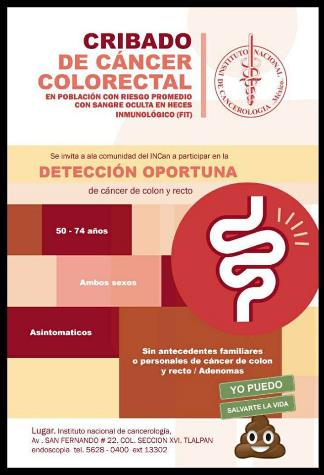 CRIBADO
DE CÁNCER
COLORECTAL
EN POBLACIÓN CON RIESGO PROMEDIO
CON SANGRE OCULTA EN HECES
INMUNOLÓGICO (FIT)
INSTITUTO NACIONAL
DE CANCEROLOGIA
México
Se invita a ala comunidad del INCan a participar en la
DETECCIÓN OPORTUNA
de cáncer de colon y recto
50 - 74 años
Ambos sexos
Asintomaticos
Sin antecedentes familiares
o personales de cáncer de colon
y recto / Adenomas
YO PUEDO
SALVARTE LA VIDA
Lugar. Instituto nacional de cancerología,
Av . SAN FERNANDO # 22. COL. SECCION XVI. TLALPAN
endoscopia tel. 5628 - 0400 ext 13302